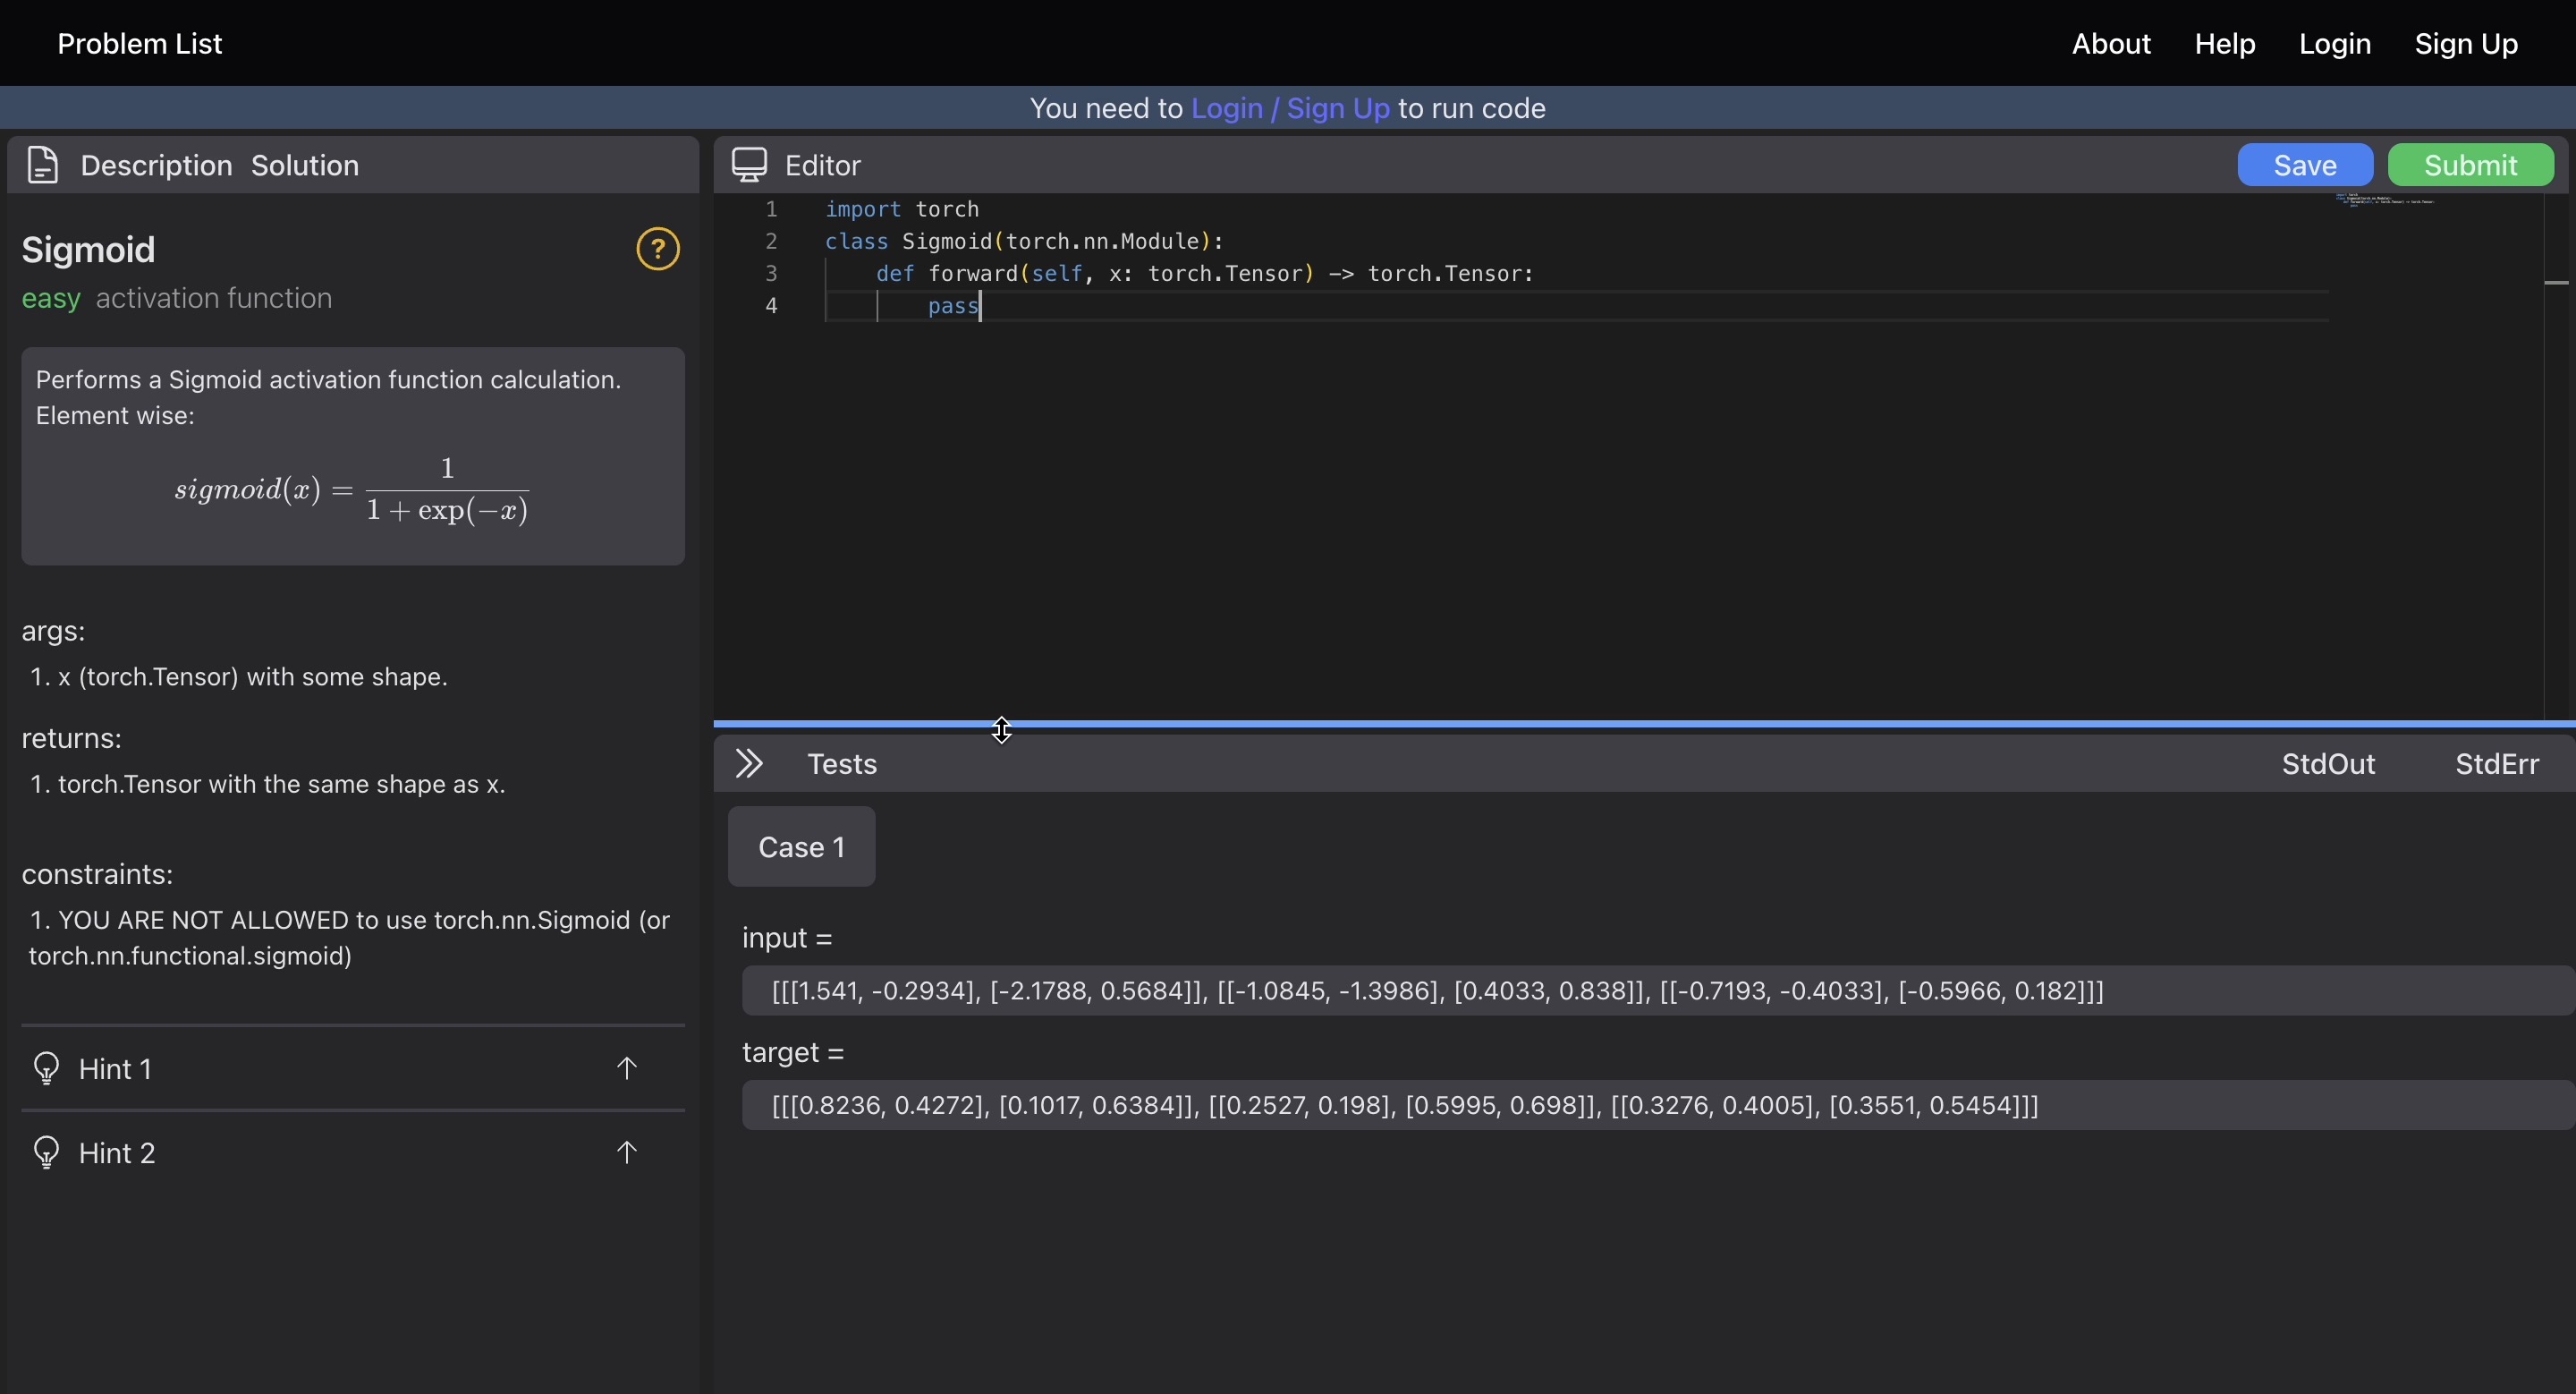 Problem List
About Help Login Sign Up
You need to Login / Sign Up to run code
Description Solution
Sigmoid
?
easy activation function
Performs a Sigmoid activation function calculation.
Element wise:
sigmoid(x) = 1 / (1 + exp(−x))
args:
1. x (torch.Tensor) with some shape.
returns:
1. torch.Tensor with the same shape as x.
constraints:
1. YOU ARE NOT ALLOWED to use torch.nn.Sigmoid (or
torch.nn.functional.sigmoid)
Hint 1
Hint 2
Editor
Save Submit
1 import torch
2 class Sigmoid(torch.nn.Module):
3     def forward(self, x: torch.Tensor) -> torch.Tensor:
4         pass
Tests
StdOut StdErr
Case 1
input =
[[[1.541, -0.2934], [-2.1788, 0.5684]], [[-1.0845, -1.3986], [0.4033, 0.838]], [[-0.7193, -0.4033], [-0.5966, 0.182]]]
target =
[[[0.8236, 0.4272], [0.1017, 0.6384]], [[0.2527, 0.198], [0.5995, 0.698]], [[0.3276, 0.4005], [0.3551, 0.5454]]]